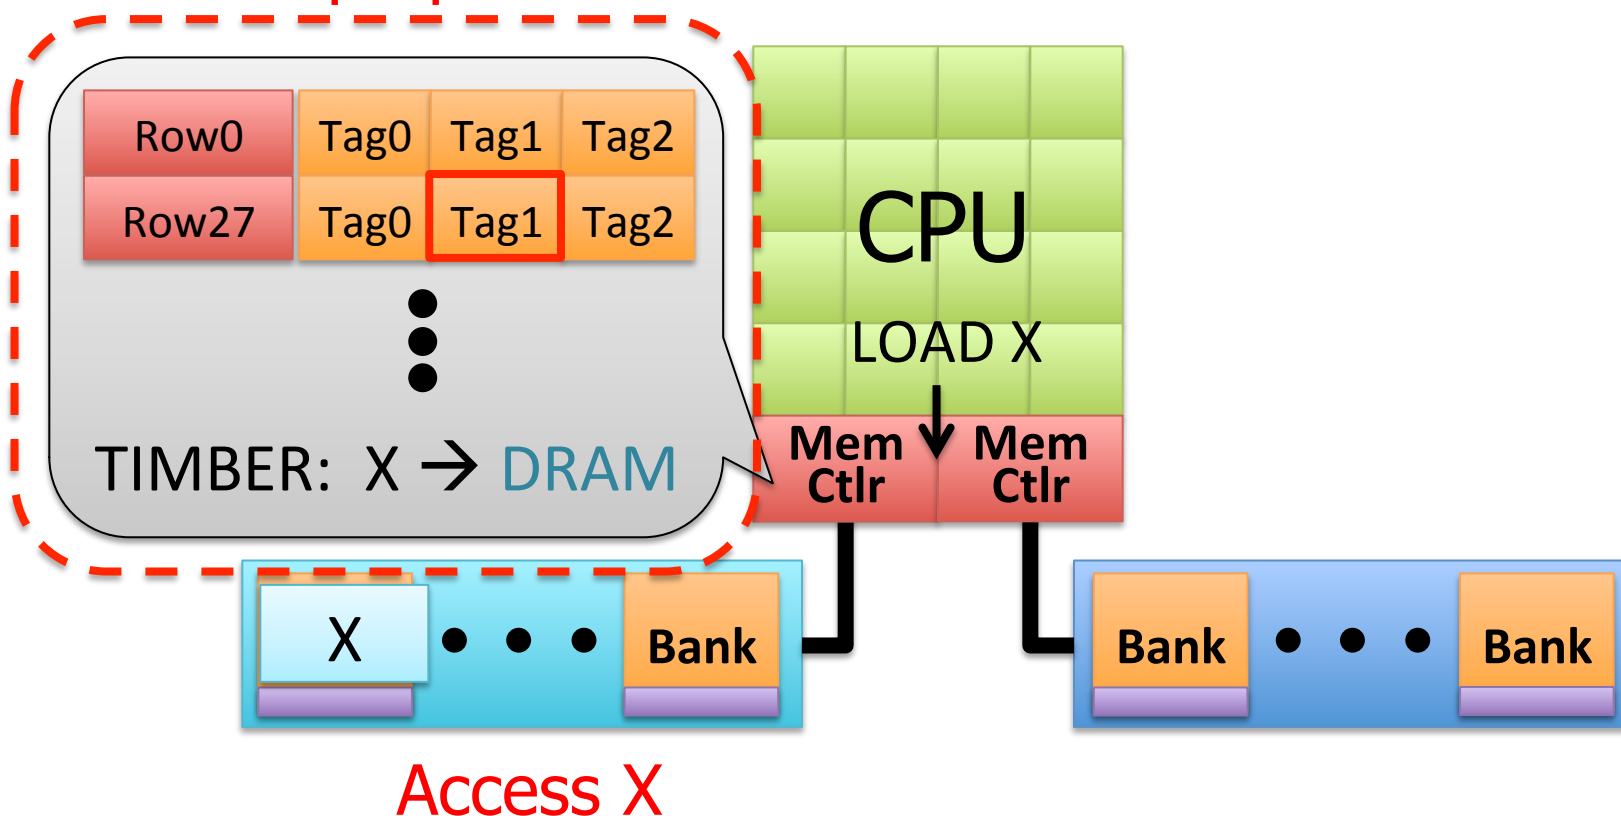 Row0 Tag0 Tag1 Tag2
Row27 Tag0 Tag1 Tag2
TIMBER: X → DRAM
CPU
LOAD X
Mem Mem
Ctlr Ctlr
X • • • Bank
Bank • • • Bank
Access X